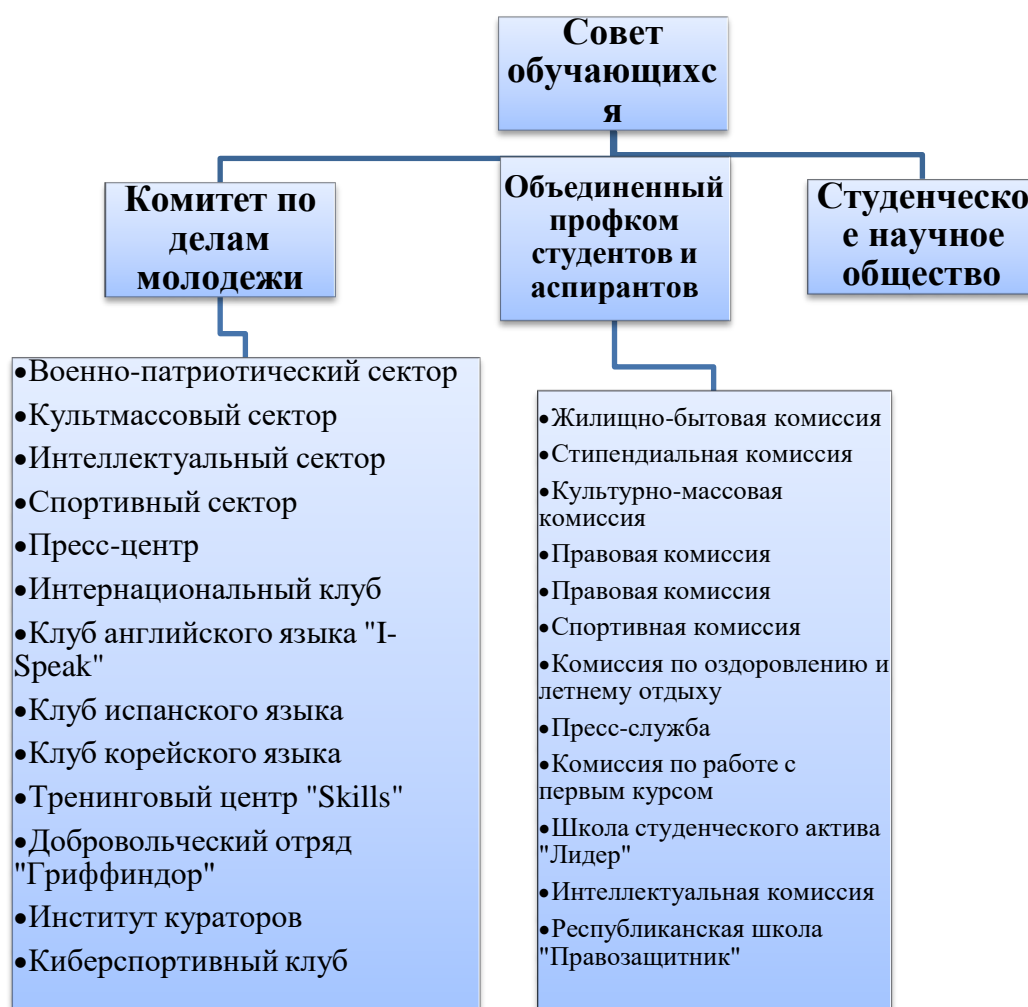 Совет
обучающихс
я
Комитет по
делам
молодежи
Объединенный
профком
студентов и
аспирантов
Студенческо
е научное
общество
•Военно-патриотический сектор
•Культмассовый сектор
•Интеллектуальный сектор
•Спортивный сектор
•Пресс-центр
•Интернациональный клуб
•Клуб английского языка "I-
Speak"
•Клуб испанского языка
•Клуб корейского языка
•Тренинговый центр "Skills"
•Добровольческий отряд
"Гриффиндор"
•Институт кураторов
•Киберспортивный клуб
•Жилищно-бытовая комиссия
•Стипендиальная комиссия
•Культурно-массовая
комиссия
•Правовая комиссия
•Правовая комиссия
•Спортивная комиссия
•Комиссия по оздоровлению и
летнему отдыху
•Пресс-служба
•Комиссия по работе с
первым курсом
•Школа студенческого актива
"Лидер"
•Интеллектуальная комиссия
•Республиканская школа
"Правозащитник"